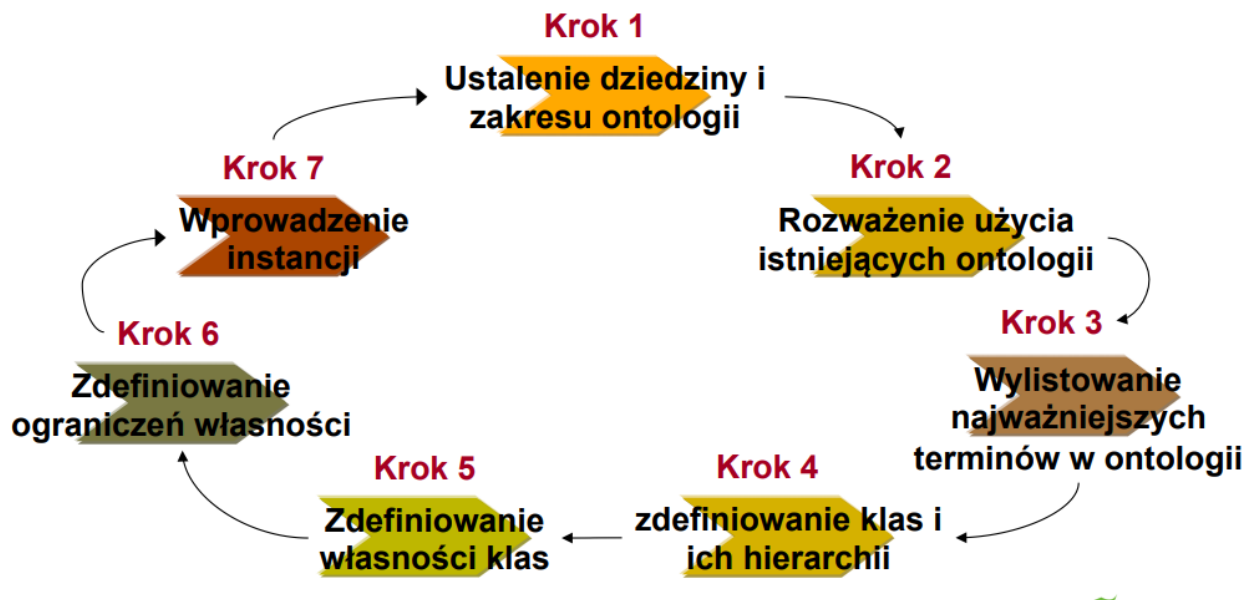 Krok 1
Ustalenie dziedziny i
zakresu ontologii
Krok 2
Rozważenie użycia
istniejących ontologii
Krok 3
Wylistowanie
najważniejszych
terminów w ontologii
Krok 4
zdefiniowanie klas i
ich hierarchii
Krok 5
Zdefiniowanie
własności klas
Krok 6
Zdefiniowanie
ograniczeń własności
Krok 7
Wprowadzenie
instancji